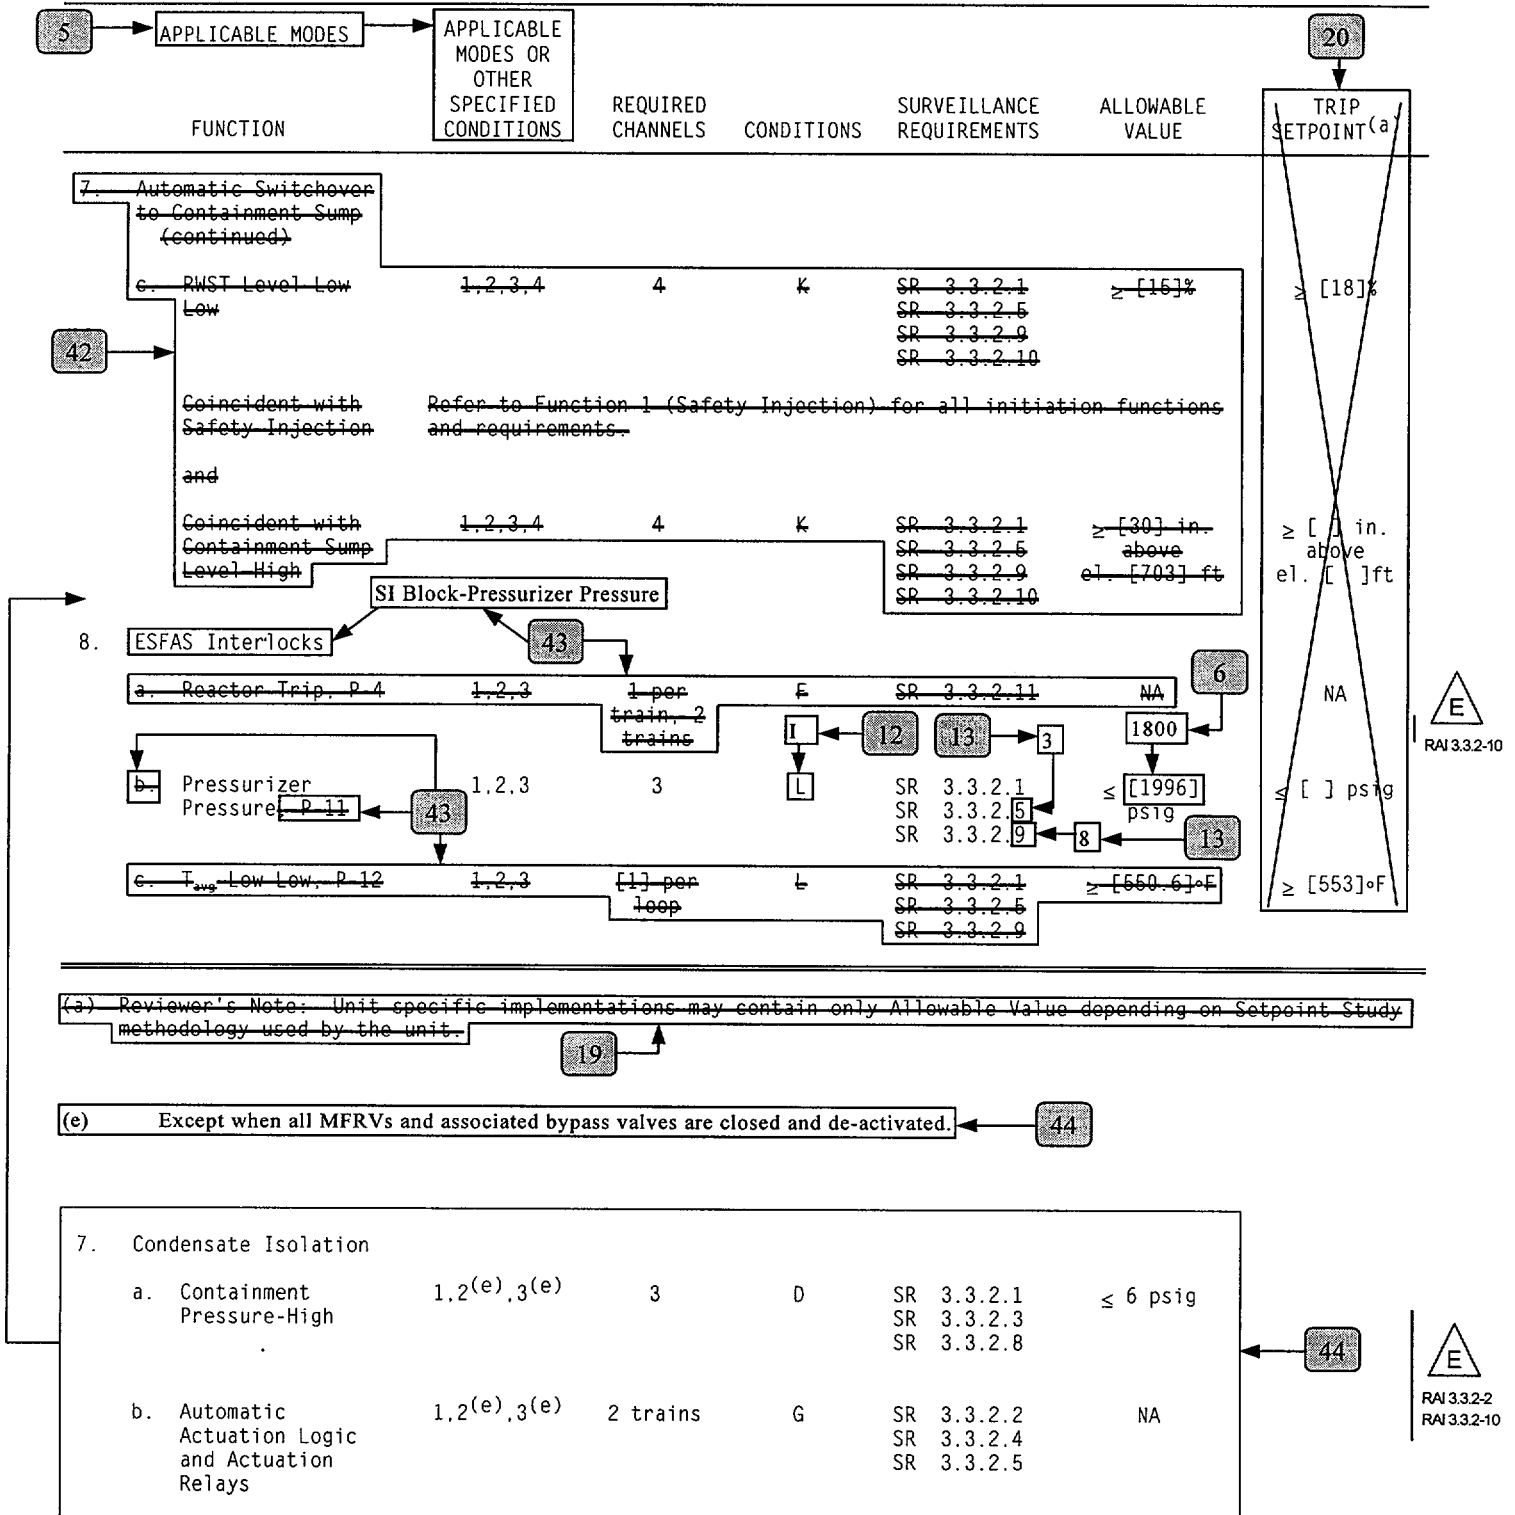 5
APPLICABLE MODES
APPLICABLE MODES OR OTHER SPECIFIED CONDITIONS
20
FUNCTION
REQUIRED CHANNELS
CONDITIONS
SURVEILLANCE REQUIREMENTS
ALLOWABLE VALUE
TRIP SETPOINT(a)
7. Automatic Switchover
to Containment Sump
(continued)
c. RWST Level-Low 1,2,3,4 4 K SR 3.3.2.1 ≥ [15]% ≥ [18]%
Low SR 3.3.2.5
SR 3.3.2.9
42
SR 3.3.2.10
Coincident with Refer to Function 1 (Safety Injection) for all initiation functions
Safety Injection and requirements.
and
Coincident with 1,2,3,4 4 K SR 3.3.2.1 ≥ [30] in. ≥ [ ] in.
Containment Sump SR 3.3.2.5 above above
Level-High SR 3.3.2.9 el. [703] ft el. [ ]ft
SR 3.3.2.10
SI Block-Pressurizer Pressure
8. ESFAS Interlocks
43
6
a. Reactor Trip, P-4 1,2,3 1 per F SR 3.3.2.11 NA NA
train, 2
trains
E
RAI 3.3.2-10
I 12 13 3 1800
b. Pressurizer 1,2,3 3 L SR 3.3.2.1 ≤ [1996] ≤ [ ] psig
Pressure, P-11 43 SR 3.3.2.5 psig
SR 3.3.2.9 8 13
c. Tavg-Low Low, P-12 1,2,3 [1] per L SR 3.3.2.1 ≥ [550.6]°F ≥ [553]°F
loop SR 3.3.2.5
SR 3.3.2.9
(a) Reviewer's Note: Unit specific implementations may contain only Allowable Value depending on Setpoint Study
methodology used by the unit.
19
(e) Except when all MFRVs and associated bypass valves are closed and de-activated.
44
7. Condensate Isolation
a. Containment 1,2(e),3(e) 3 D SR 3.3.2.1 ≤ 6 psig
Pressure-High SR 3.3.2.3
SR 3.3.2.8
44
E
RAI 3.3.2-2
RAI 3.3.2-10
b. Automatic 1,2(e),3(e) 2 trains G SR 3.3.2.2 NA
Actuation Logic SR 3.3.2.4
and Actuation SR 3.3.2.5
Relays